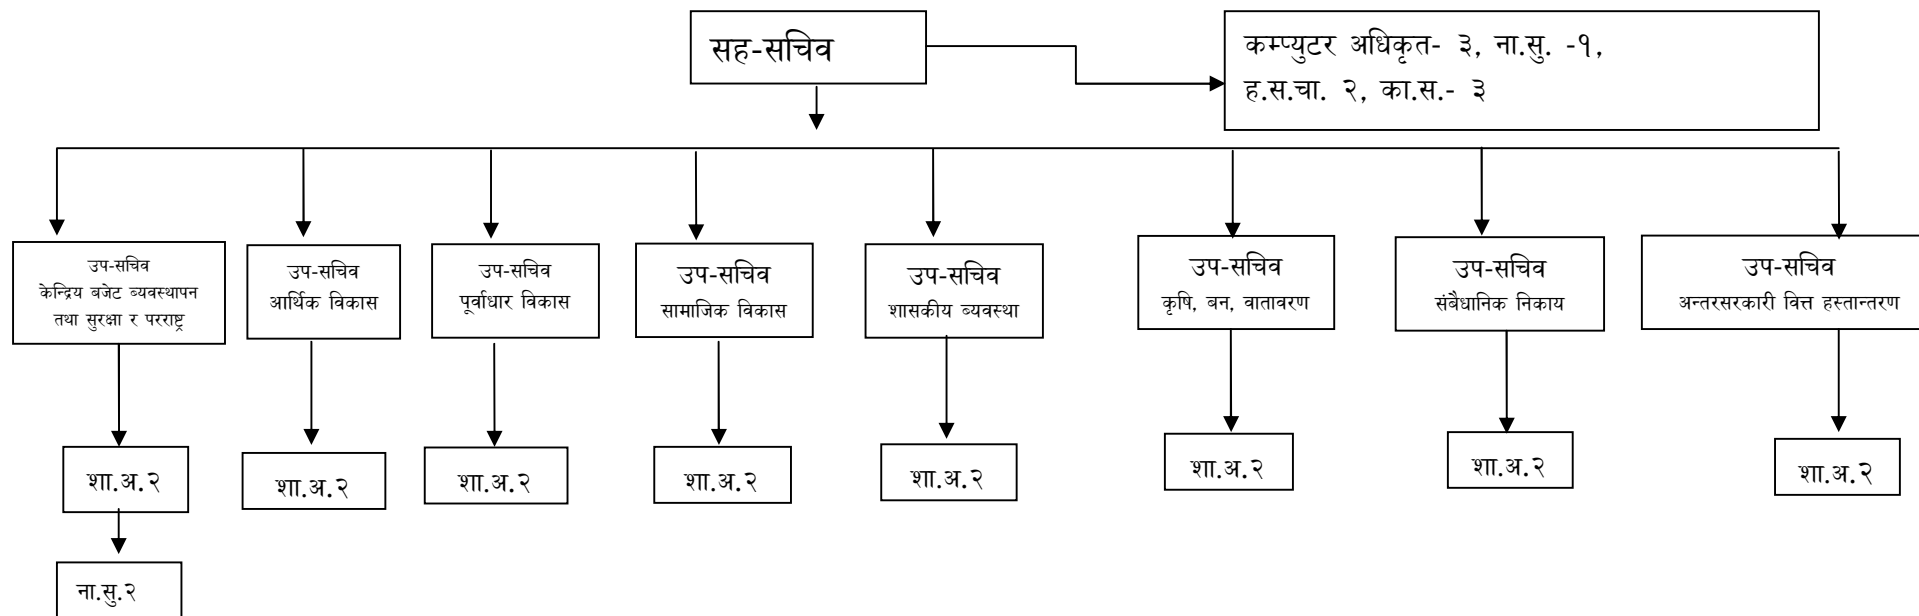 सह-सचिव
कम्प्युटर अधिकृत- ३, ना.सु. -१,
ह.स.चा. २, का.स.- ३
उप-सचिव
केन्द्रिय बजेट ब्यवस्थापन
तथा सुरक्षा र परराष्ट्र
उप-सचिव
आर्थिक विकास
उप-सचिव
पूर्वाधार विकास
उप-सचिव
सामाजिक विकास
उप-सचिव
शासकीय ब्यवस्था
उप-सचिव
कृषि, बन, वातावरण
उप-सचिव
संबैधानिक निकाय
उप-सचिव
अन्तरसरकारी वित्त हस्तान्तरण
शा.अ.२
शा.अ.२
शा.अ.२
शा.अ.२
शा.अ.२
शा.अ.२
शा.अ.२
शा.अ.२
ना.सु.२